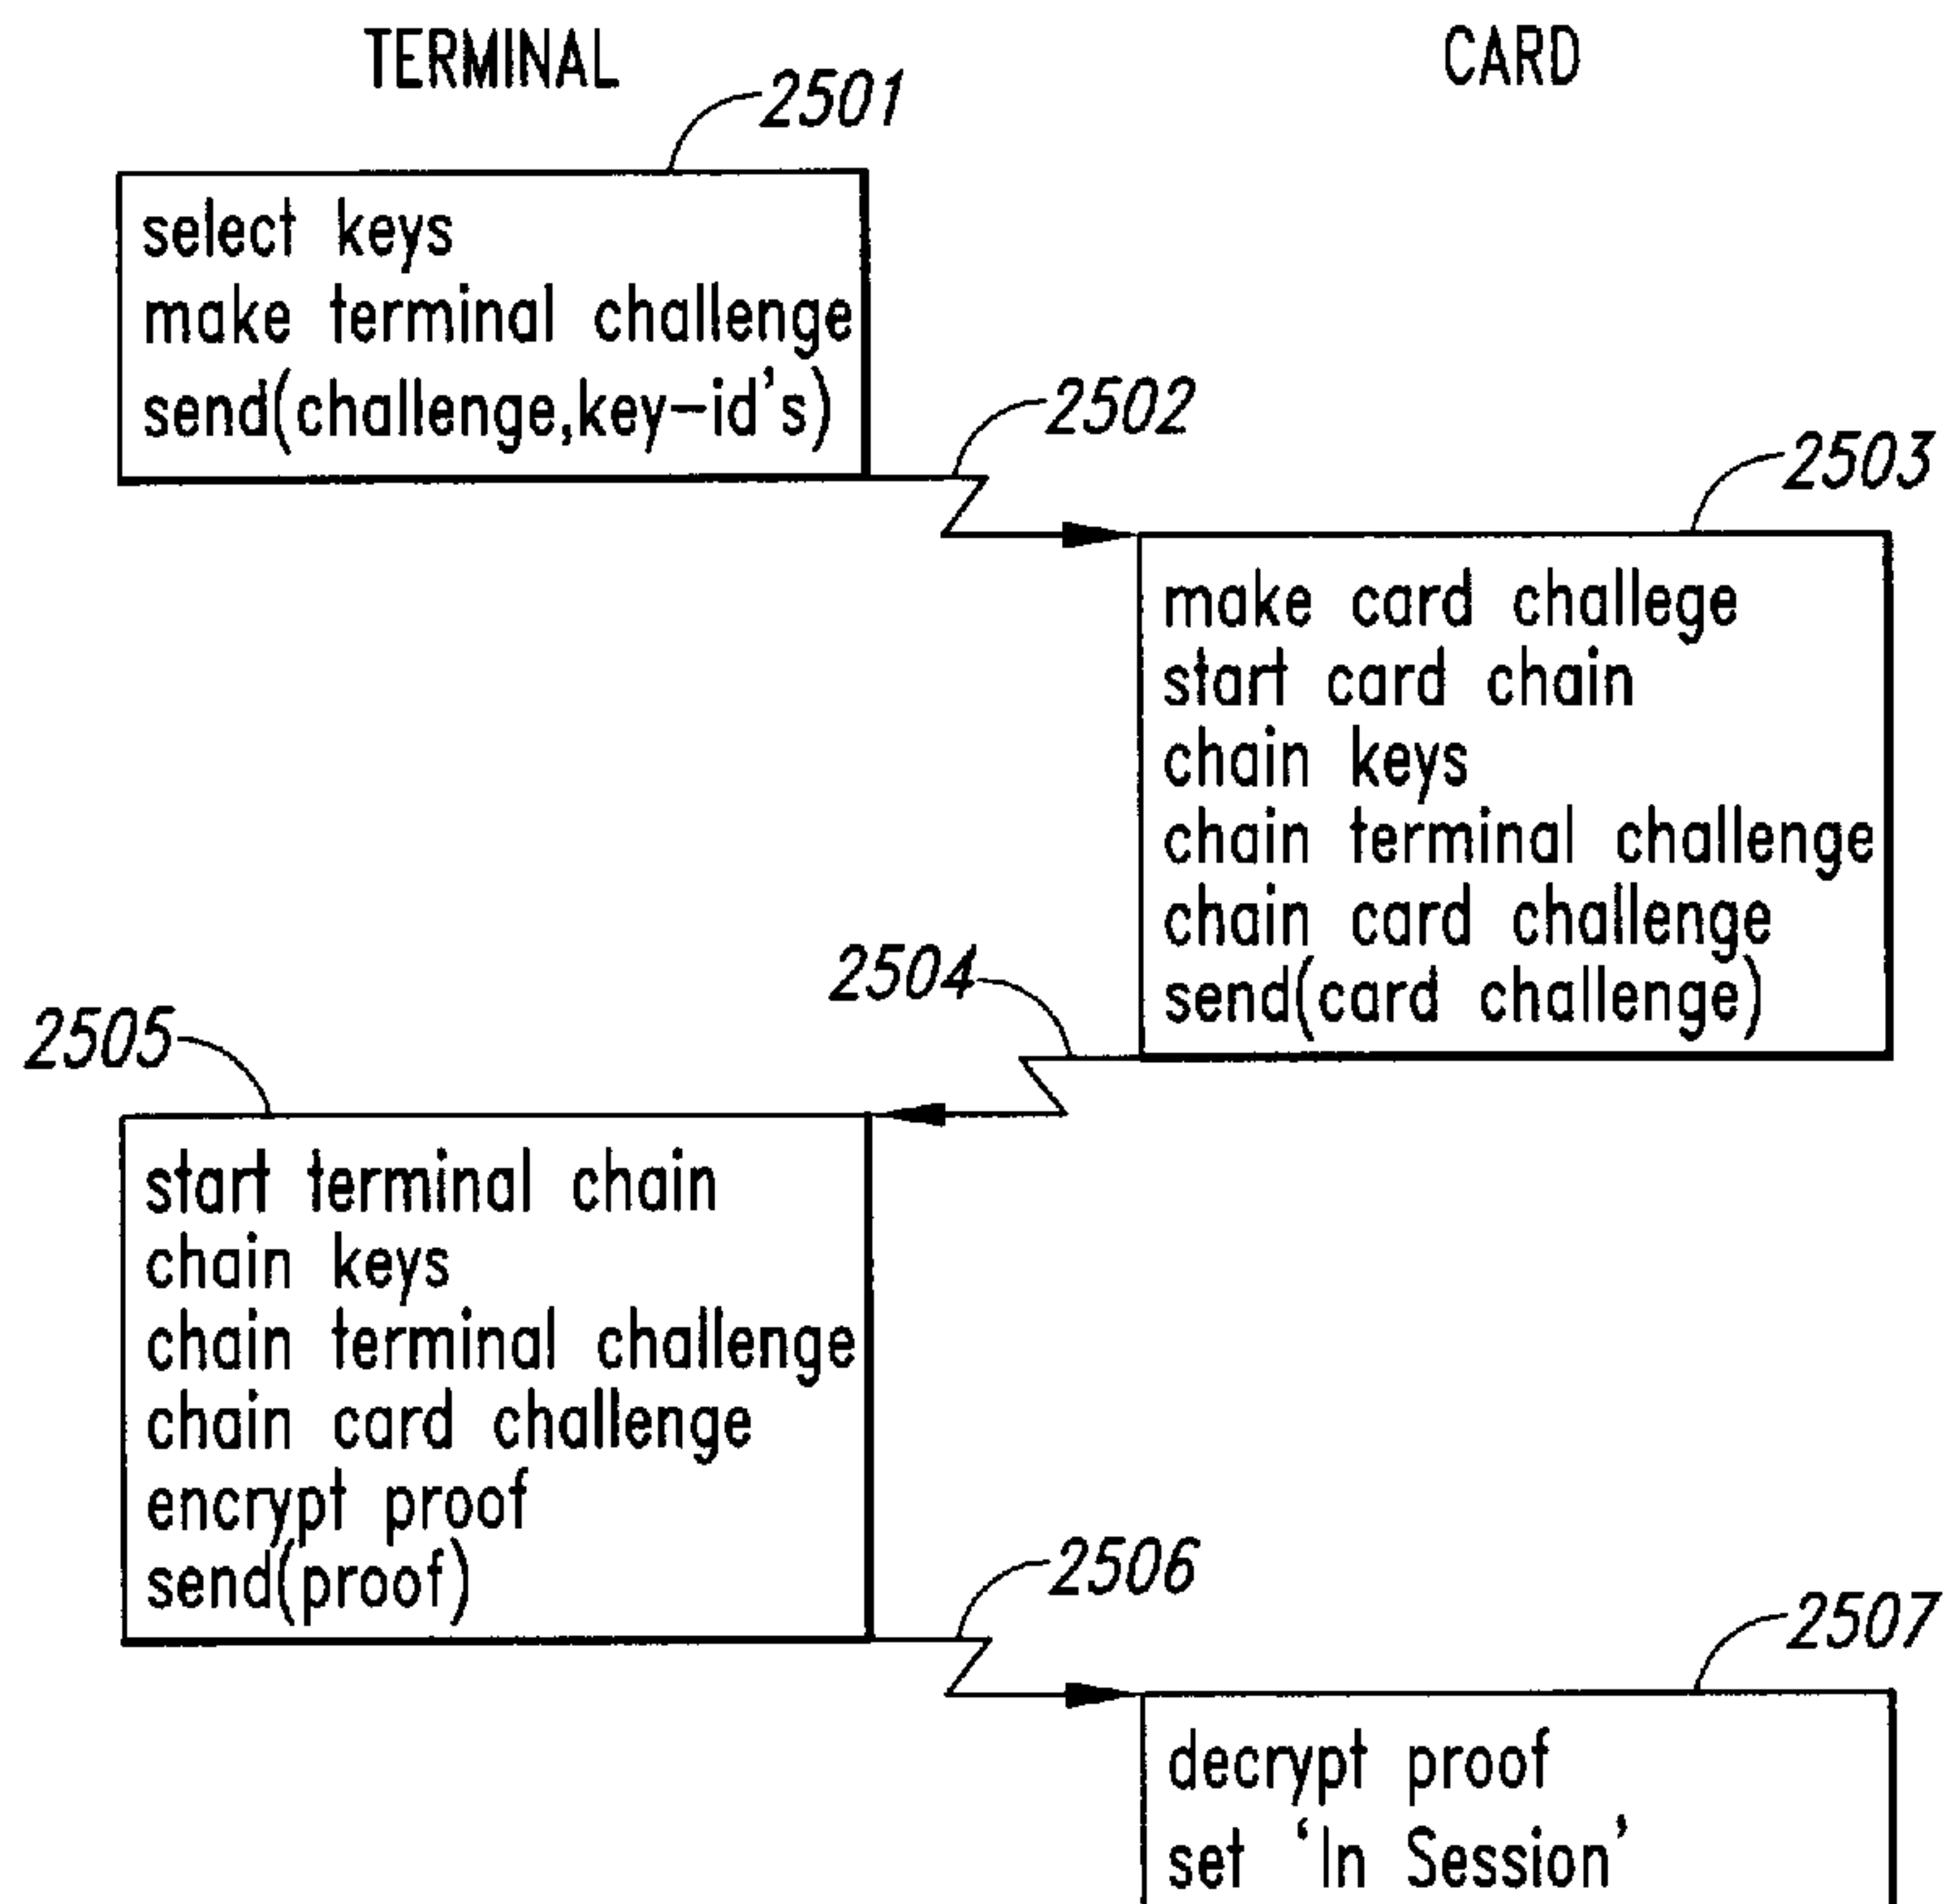 TERMINAL
CARD
2501
select keys
make terminal challenge
send(challenge,key-id's)
2502
2503
make card challege
start card chain
chain keys
chain terminal challenge
chain card challenge
send(card challenge)
2504
2505
start terminal chain
chain keys
chain terminal challenge
chain card challenge
encrypt proof
send(proof)
2506
2507
decrypt proof
set 'In Session'